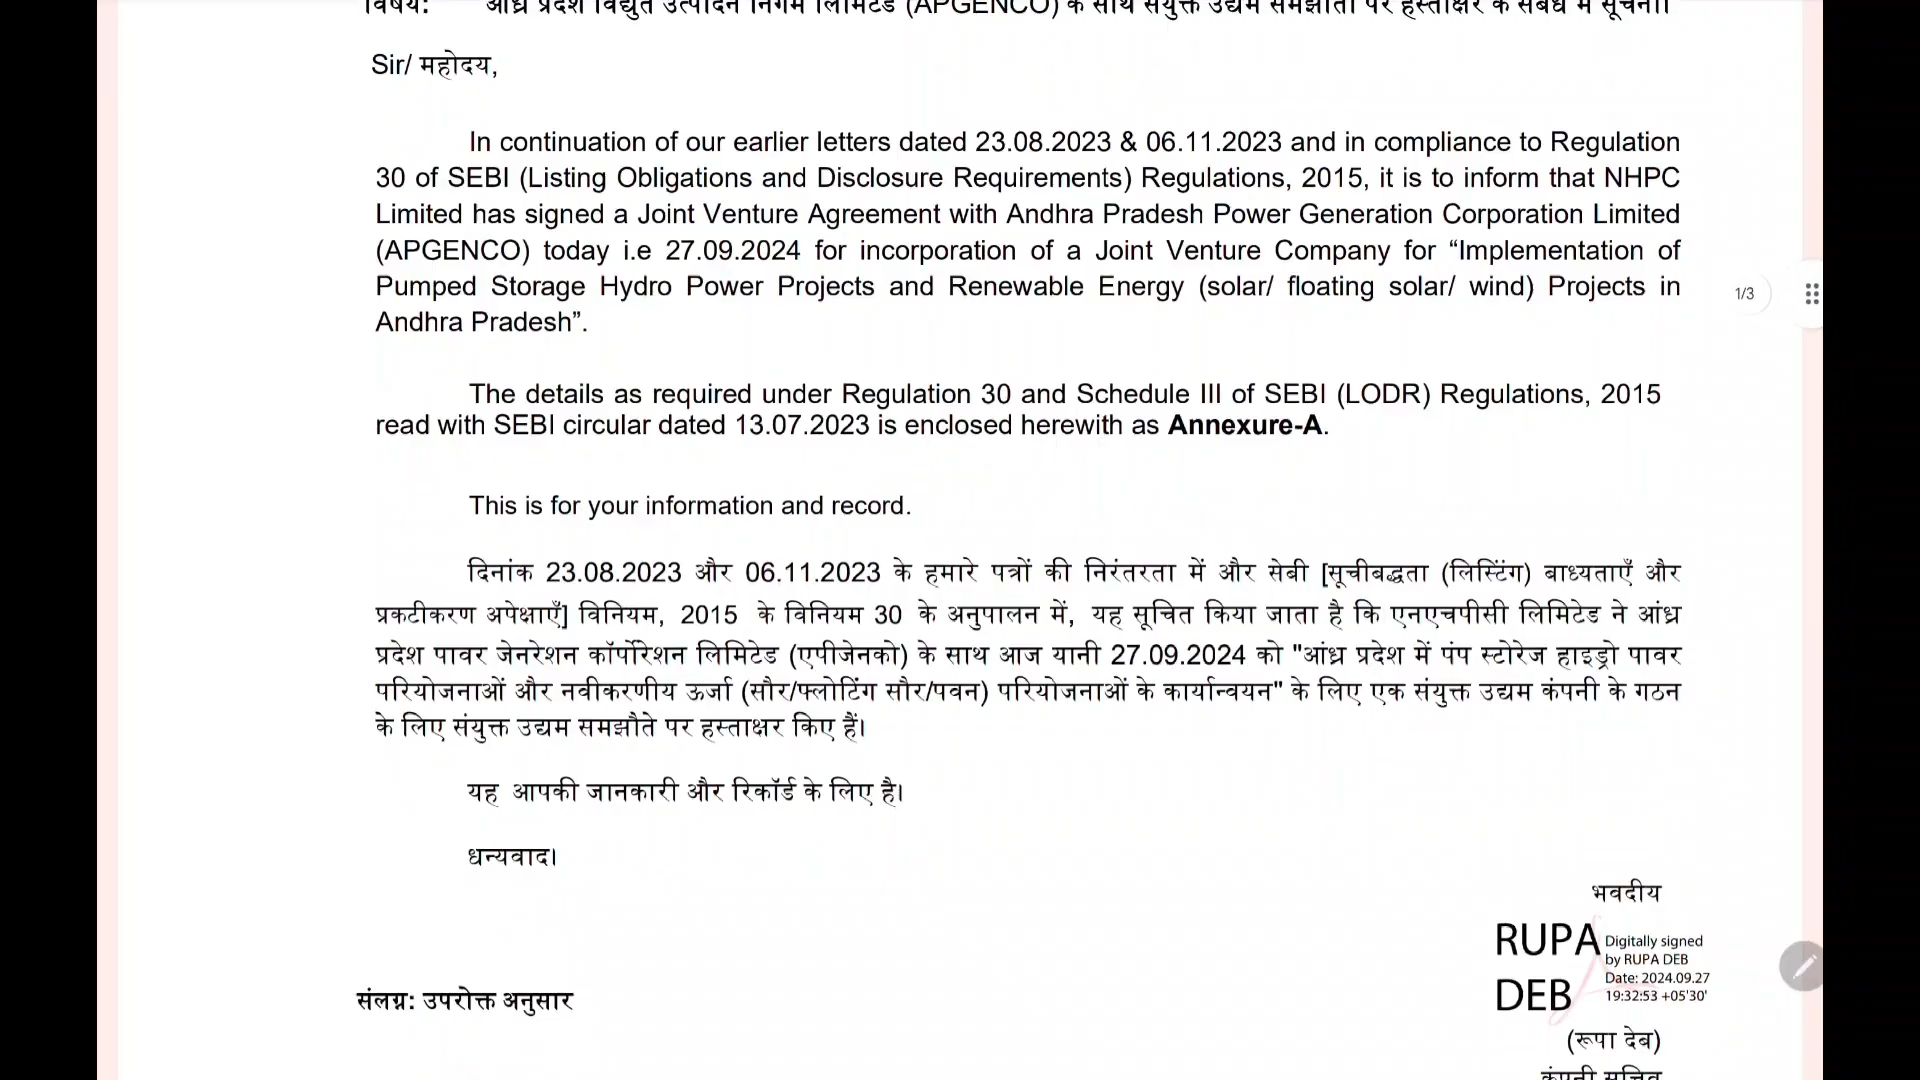 विषय: आंध्र प्रदेश विद्युत उत्पादन निगम लिमिटेड (APGENCO) के साथ संयुक्त उद्यम समझौता पर हस्ताक्षर के संबंध में सूचना।
Sir/ महोदय,
In continuation of our earlier letters dated 23.08.2023 & 06.11.2023 and in compliance to Regulation
30 of SEBI (Listing Obligations and Disclosure Requirements) Regulations, 2015, it is to inform that NHPC
Limited has signed a Joint Venture Agreement with Andhra Pradesh Power Generation Corporation Limited
(APGENCO) today i.e 27.09.2024 for incorporation of a Joint Venture Company for “Implementation of
Pumped Storage Hydro Power Projects and Renewable Energy (solar/ floating solar/ wind) Projects in
Andhra Pradesh”.
1/3
The details as required under Regulation 30 and Schedule III of SEBI (LODR) Regulations, 2015
read with SEBI circular dated 13.07.2023 is enclosed herewith as Annexure-A.
This is for your information and record.
दिनांक 23.08.2023 और 06.11.2023 के हमारे पत्रों की निरंतरता में और सेबी [सूचीबद्धता (लिस्टिंग) बाध्यताएँ और
प्रकटीकरण अपेक्षाएँ] विनियम, 2015 के विनियम 30 के अनुपालन में, यह सूचित किया जाता है कि एनएचपीसी लिमिटेड ने आंध्र
प्रदेश पावर जेनरेशन कॉर्पोरेशन लिमिटेड (एपीजेनको) के साथ आज यानी 27.09.2024 को "आंध्र प्रदेश में पंप स्टोरेज हाइड्रो पावर
परियोजनाओं और नवीकरणीय ऊर्जा (सौर/फ्लोटिंग सौर/पवन) परियोजनाओं के कार्यान्वयन" के लिए एक संयुक्त उद्यम कंपनी के गठन
के लिए संयुक्त उद्यम समझौते पर हस्ताक्षर किए हैं।
यह आपकी जानकारी और रिकॉर्ड के लिए है।
धन्यवाद।
भवदीय
RUPA
DEB
Digitally signed
by RUPA DEB
Date: 2024.09.27
19:32:53 +05'30'
संलग्न: उपरोक्त अनुसार
(रूपा देब)
कंपनी सचिव